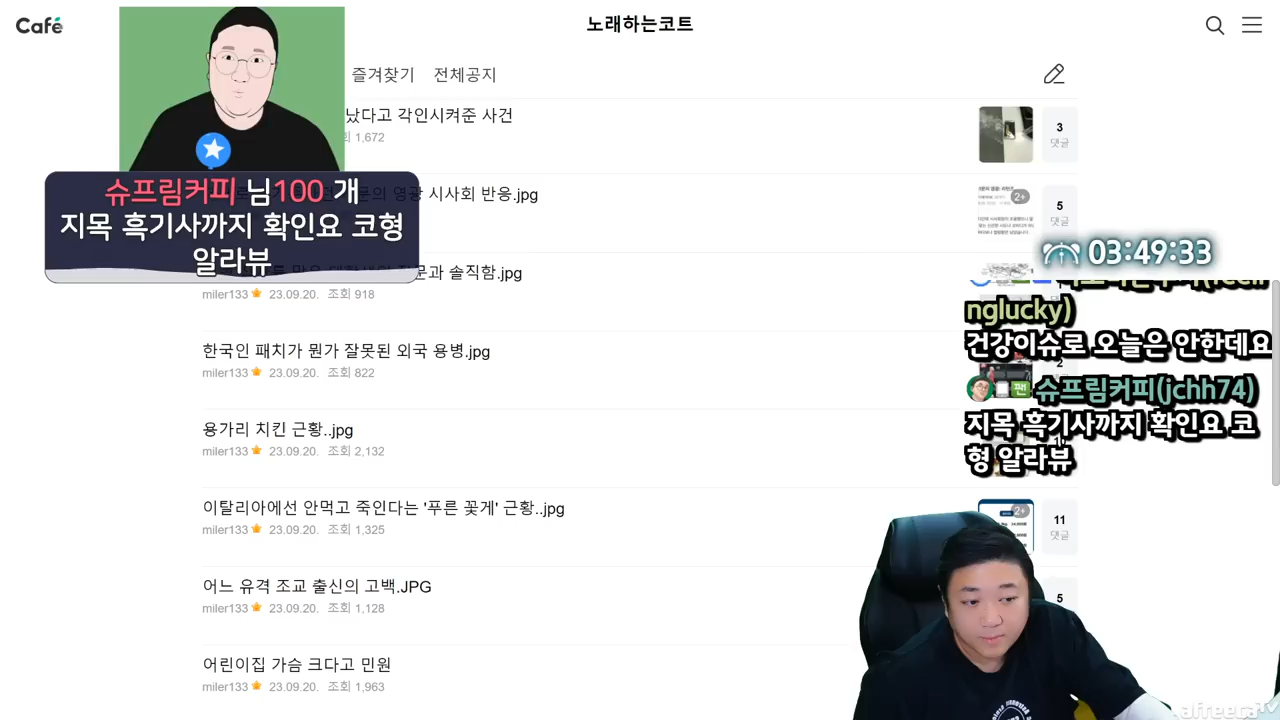 Café
노래하는코트
즐겨찾기 전체공지
났다고 각인시켜준 사건
1,672
3
댓글
슈프림커피 님100 개
지목 흑기사까지 확인요 코형
알라뷰
영광 시사회 반응.jpg
2+
5
댓글
03:49:33
문과 솔직함.jpg
miler133 23.09.20. 조회 918
nglucky)
건강이슈로 오늘은 안한데요
한국인 패치가 뭔가 잘못된 외국 용병.jpg
miler133 23.09.20. 조회 822
2
짠! 슈프림커피(jchh74)
지목 흑기사까지 확인요 코
형 알라뷰
용가리 치킨 근황..jpg
miler133 23.09.20. 조회 2,132
10
이탈리아에선 안먹고 죽인다는 '푸른 꽃게' 근황..jpg
miler133 23.09.20. 조회 1,325
2+
11
댓글
어느 유격 조교 출신의 고백.JPG
miler133 23.09.20. 조회 1,128
5
어린이집 가슴 크다고 민원
miler133 23.09.20. 조회 1,963
afreecaTV